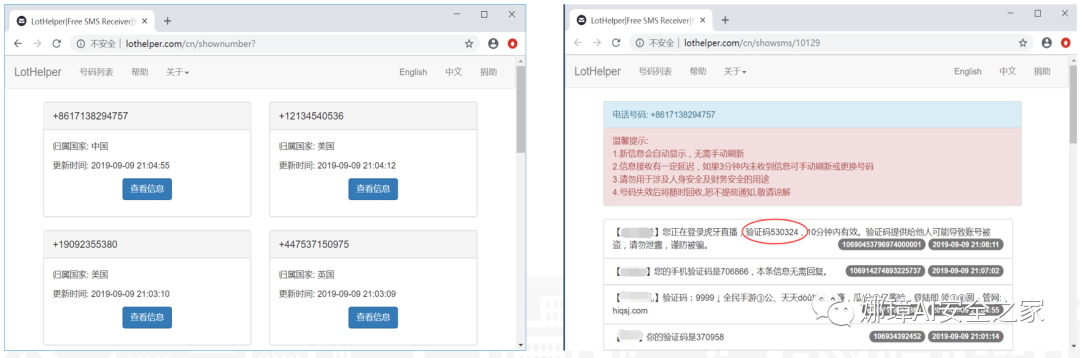 LotHelper|Free SMS Receiver|S
不安全 | lothelper.com/cn/shownumber?
LotHelper 号码列表 帮助 关于 English 中文 捐助
+8617138294757
归属国家: 中国
更新时间: 2019-09-09 21:04:55
查看信息
+12134540536
归属国家: 美国
更新时间: 2019-09-09 21:04:12
查看信息
+19092355380
归属国家: 美国
更新时间: 2019-09-09 21:03:10
查看信息
+447537150975
归属国家: 英国
更新时间: 2019-09-09 21:03:09
查看信息
LotHelper|Free SMS Receiver|S
不安全 | lothelper.com/cn/showsms/10129
LotHelper 号码列表 帮助 关于 English 中文 捐助
电话号码: +8617138294757
温馨提示:
1.新信息会自动显示，无需手动刷新
2.信息接收有一定延迟，如果3分钟内未收到信息可手动刷新或更换号码
3.请勿用于涉及人身安全及财务安全的用途
4.号码失效后将随时回收,恕不提前通知,敬请谅解
【】您正在登录虎牙直播，验证码530324，10分钟内有效。验证码提供给他人可能导致账号被
盗，请勿泄露，谨防被骗。
10690453796974000001 2019-09-09 21:08:11
【】您的手机验证码是706866，本条信息无需回复。
106914274893225737 2019-09-09 21:07:02
【】验证码：9999！全民手游③公、天天
hiqsj.com
【】你的验证码是370958
106934392452 2019-09-09 21:01:14
娜璋AI安全之家